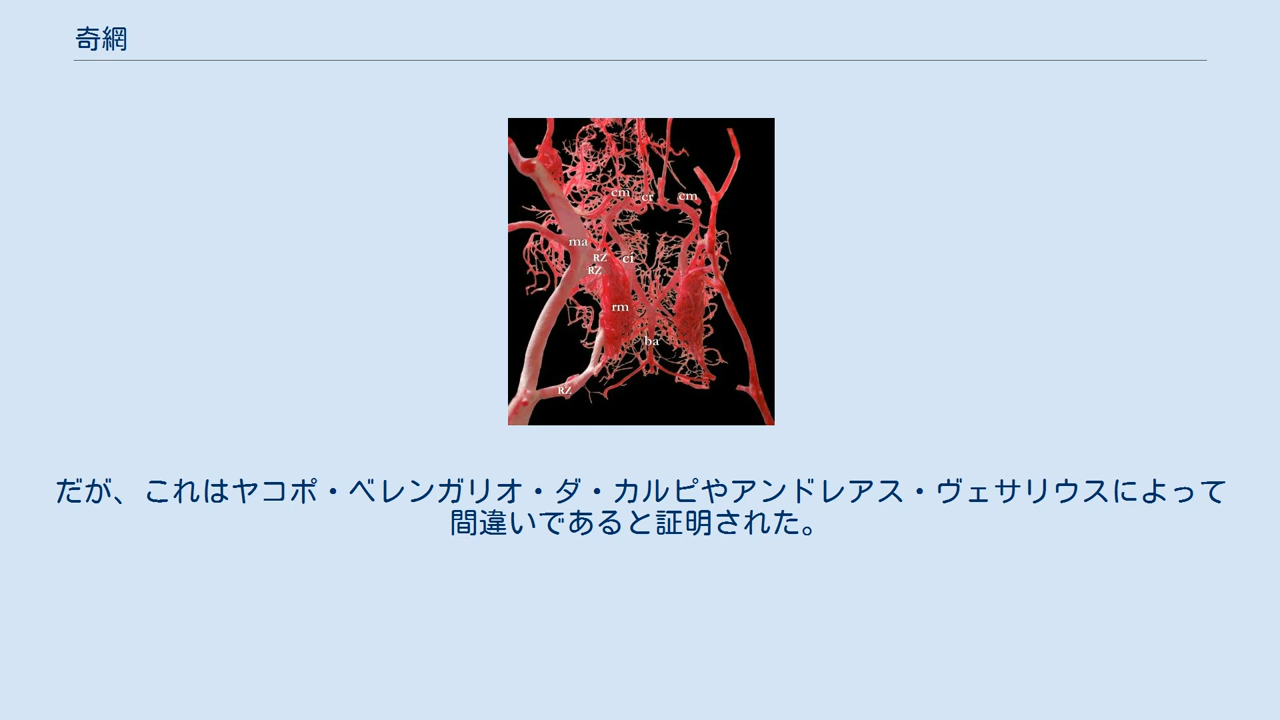 奇網
cm cr cm
ma
RZ ci
RZ
rm
ba
RZ
だが、これはヤコポ・ベレンガリオ・ダ・カルピやアンドレアス・ヴェサリウスによって
間違いであると証明された。